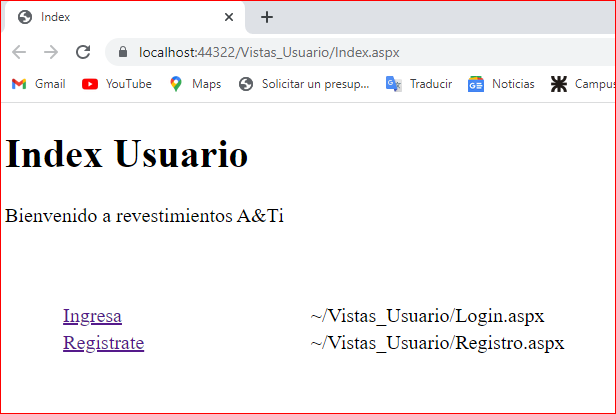 Index
localhost:44322/Vistas_Usuario/Index.aspx
Gmail YouTube Maps Solicitar un presup... Traducir Noticias Campus
Index Usuario
Bienvenido a revestimientos A&Ti
Ingresa ~/Vistas_Usuario/Login.aspx
Registrate ~/Vistas_Usuario/Registro.aspx